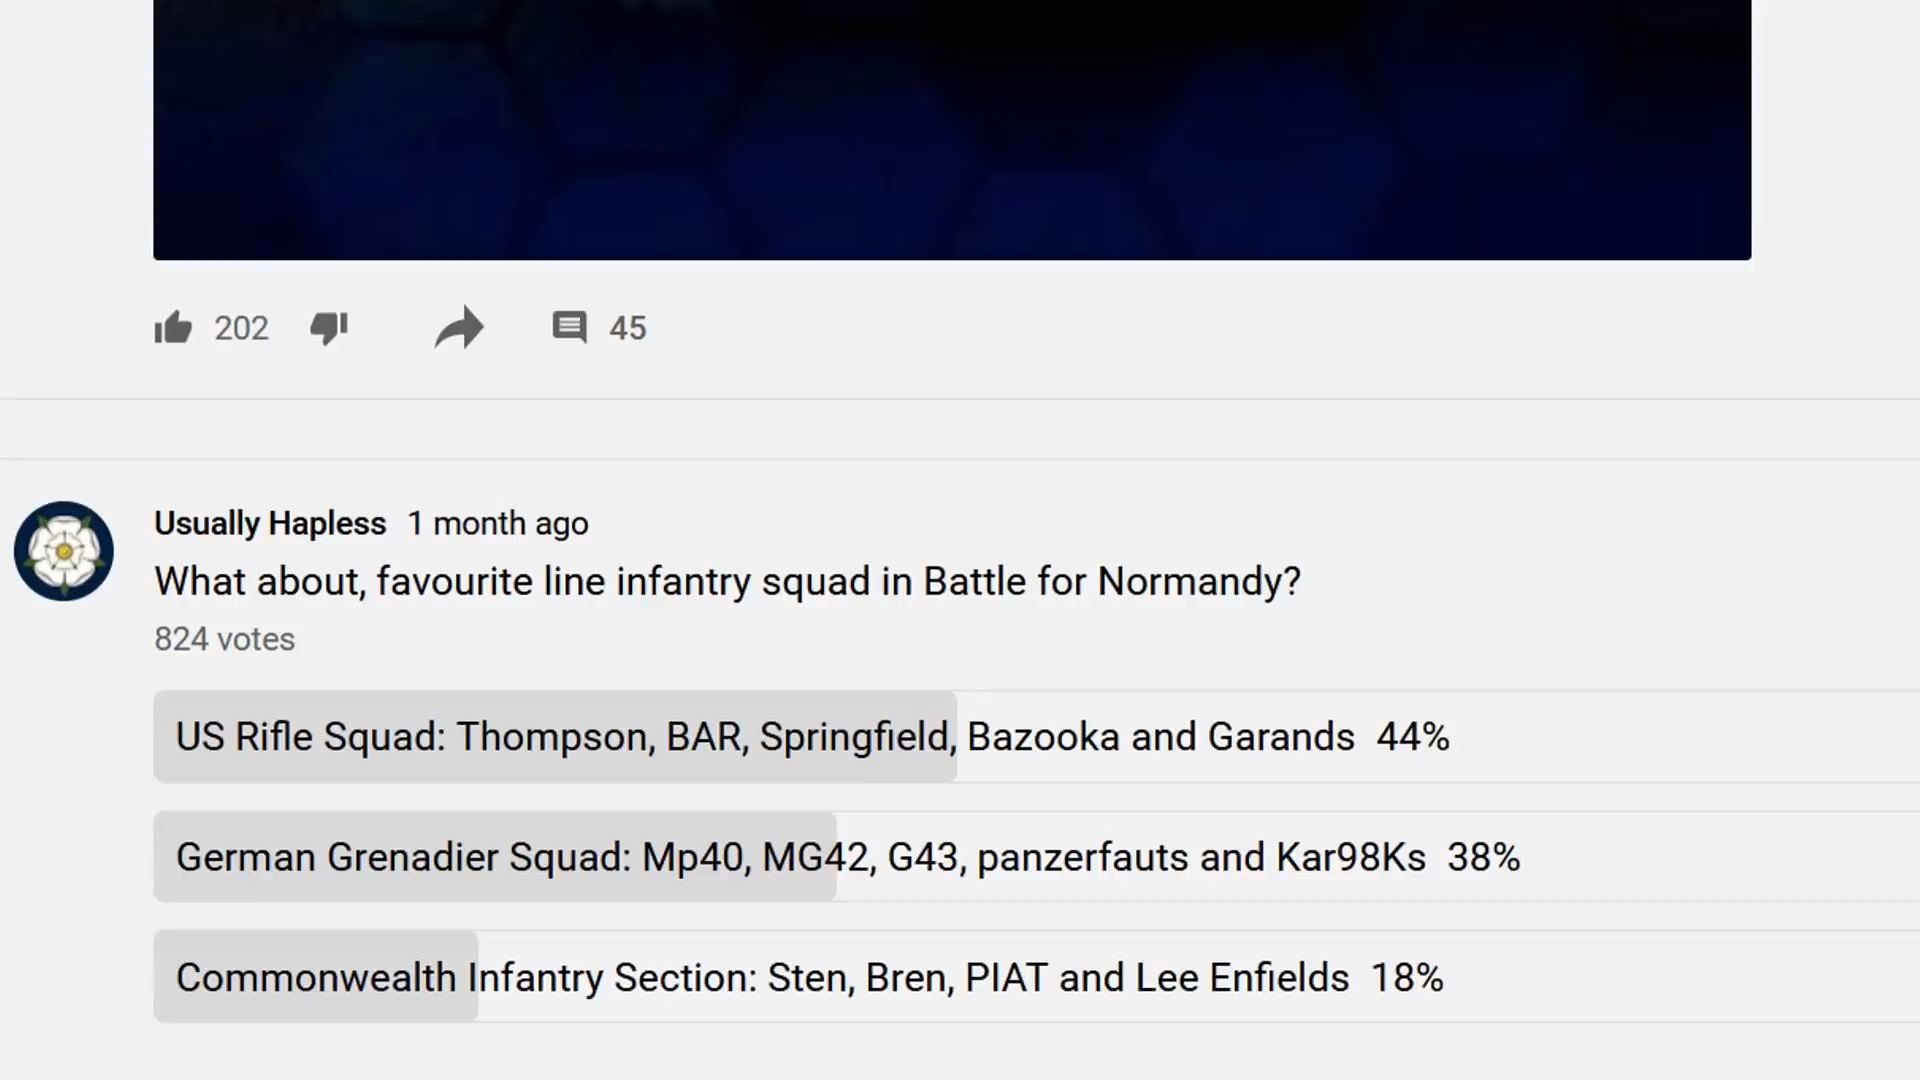 202
45
Usually Hapless 1 month ago
What about, favourite line infantry squad in Battle for Normandy?
824 votes
US Rifle Squad: Thompson, BAR, Springfield, Bazooka and Garands 44%
German Grenadier Squad: Mp40, MG42, G43, panzerfauts and Kar98Ks 38%
Commonwealth Infantry Section: Sten, Bren, PIAT and Lee Enfields 18%